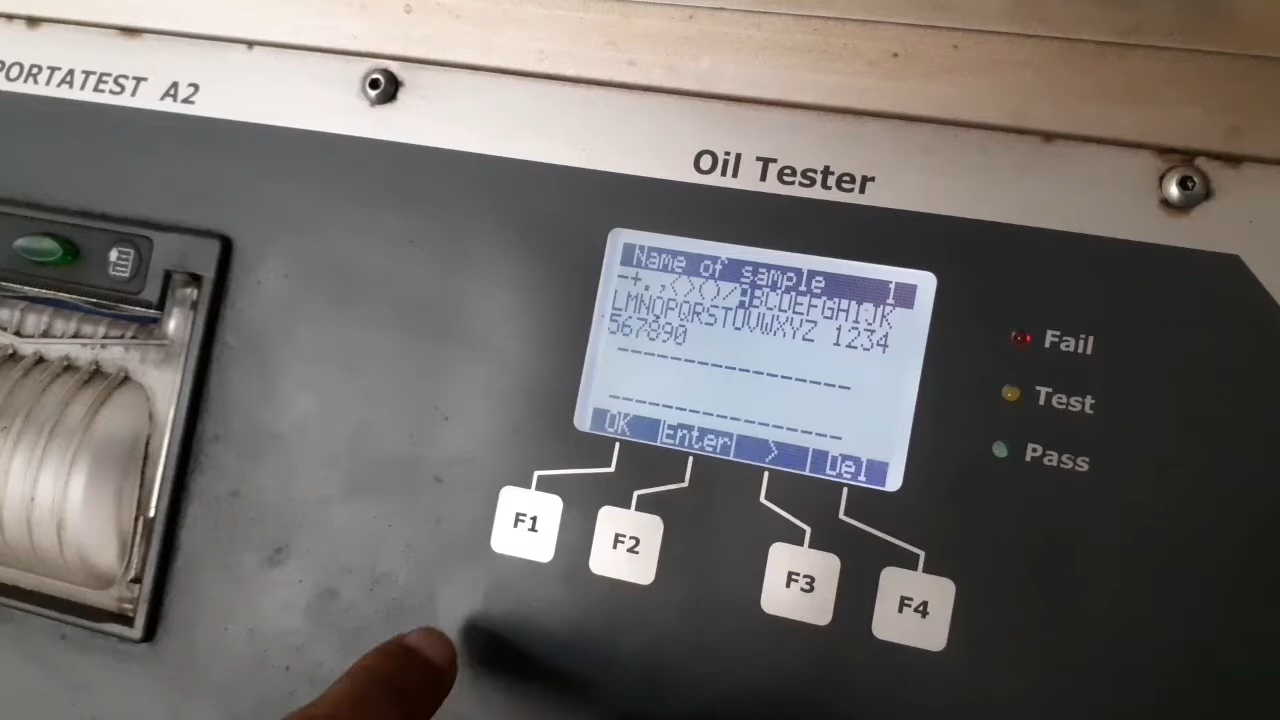 PORTATEST A2
Oil Tester
Name of sample 1
-+.,<>()/ABCDEFGHIJK
LMNOPQRSTUVWXYZ 1234
567890
OK Enter > Del
F1 F2 F3 F4
Fail
Test
Pass